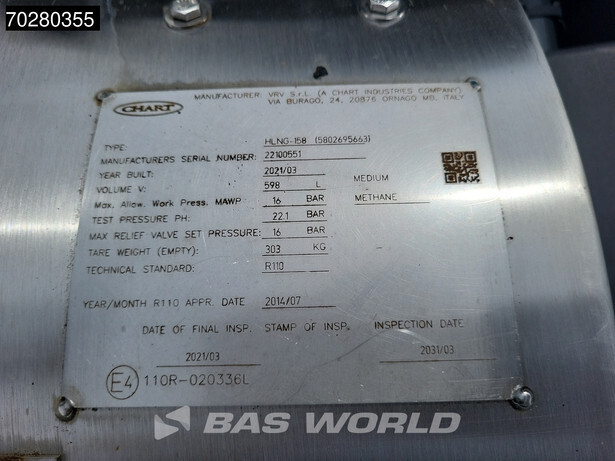 70280355
CHART
MANUFACTURER: VRV S.r.L. (A CHART INDUSTRIES COMPANY)
VIA BURAGO, 24, 20876 ORNAGO MB, ITALY
TYPE: HLNG-158 (5802695663)
MANUFACTURERS SERIAL NUMBER: 22100551
YEAR BUILT: 2021/03 MEDIUM
VOLUME V: 598 L METHANE
Max. Allow. Work Press. MAWP: 16 BAR
TEST PRESSURE PH: 22.1 BAR
MAX RELIEF VALVE SET PRESSURE: 16 BAR
TARE WEIGHT (EMPTY): 303 KG
TECHNICAL STANDARD: R110
YEAR/MONTH R110 APPR. DATE 2014/07
DATE OF FINAL INSP. STAMP OF INSP. INSPECTION DATE
2021/03 2031/03
E4 110R-020336L
BAS WORLD